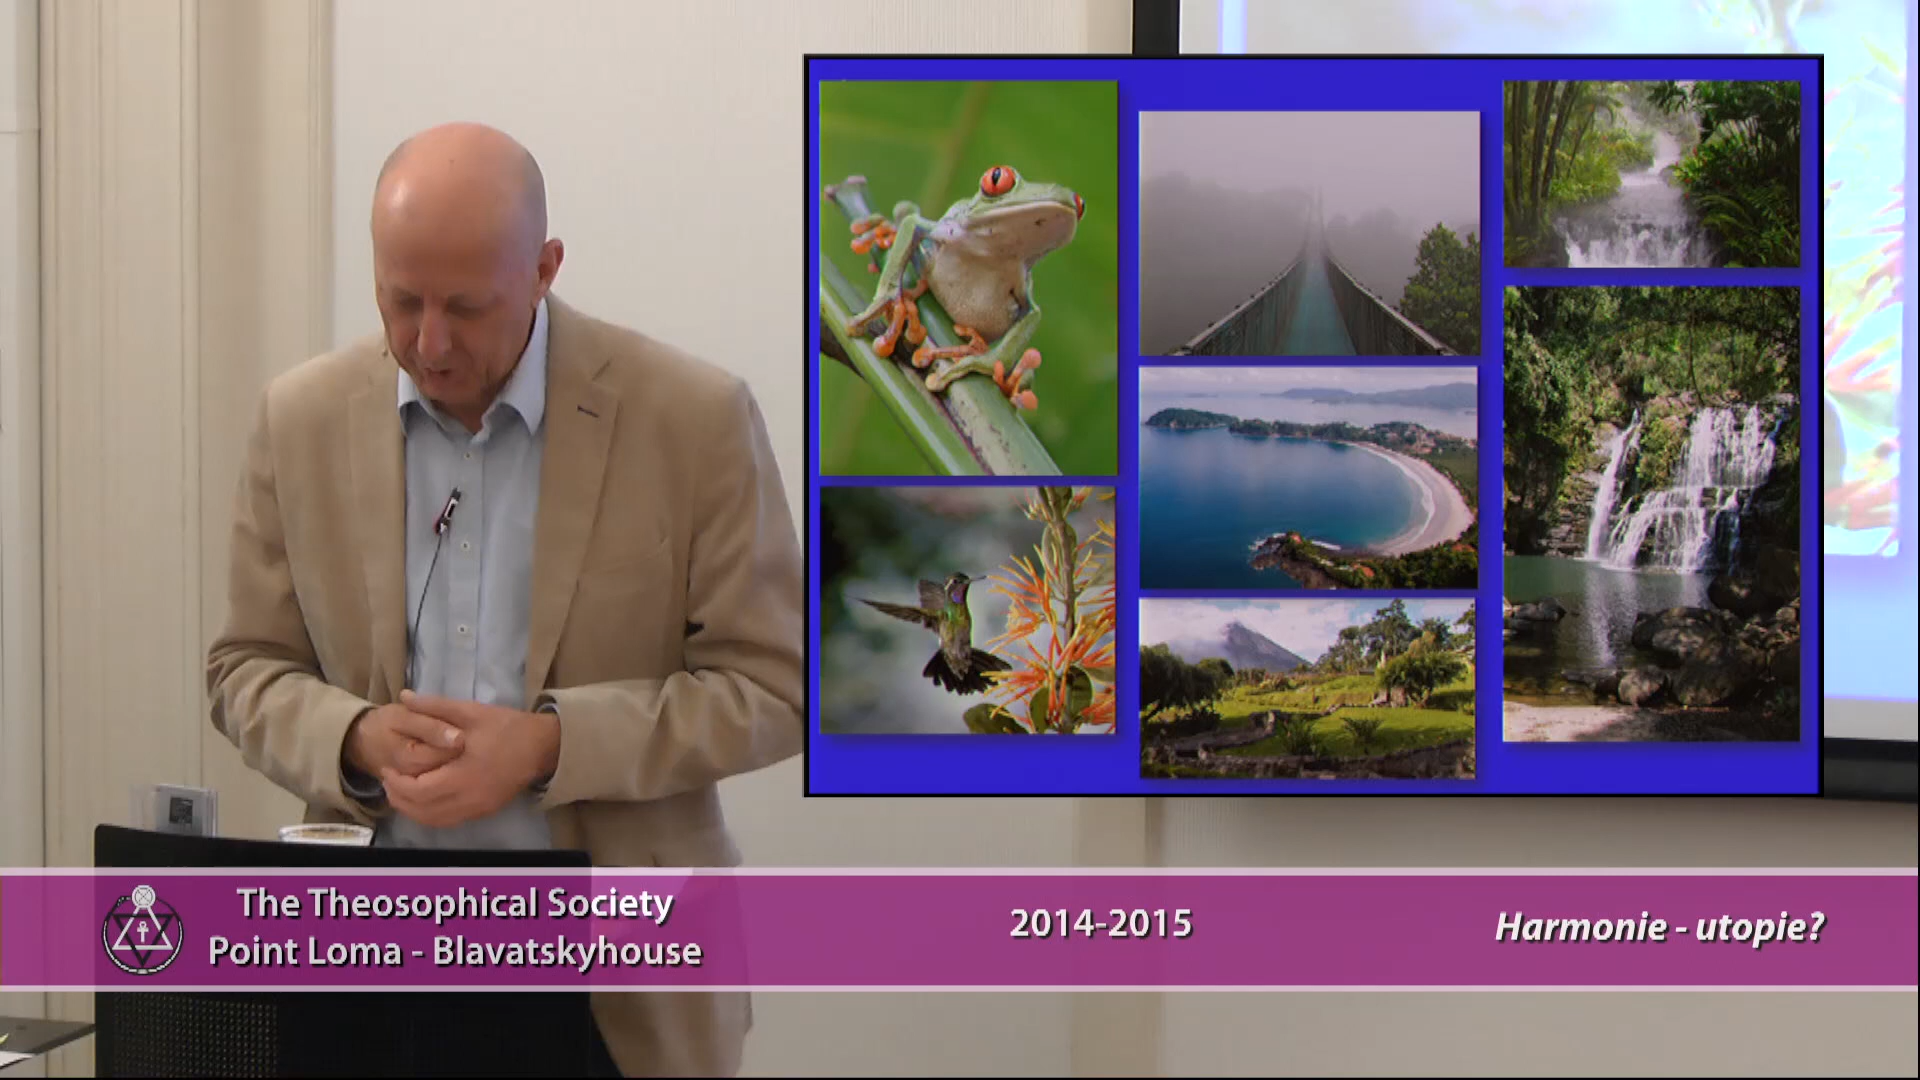 The Theosophical Society
Point Loma - Blavatskyhouse
2014-2015
Harmonie - utopie?